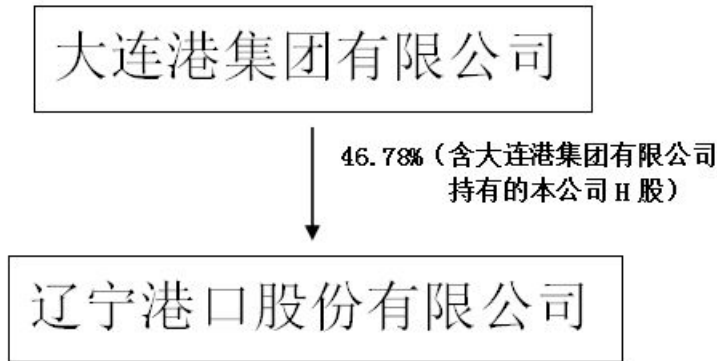 大连港集团有限公司
46.78%（含大连港集团有限公司
持有的本公司 H 股）
辽宁港口股份有限公司